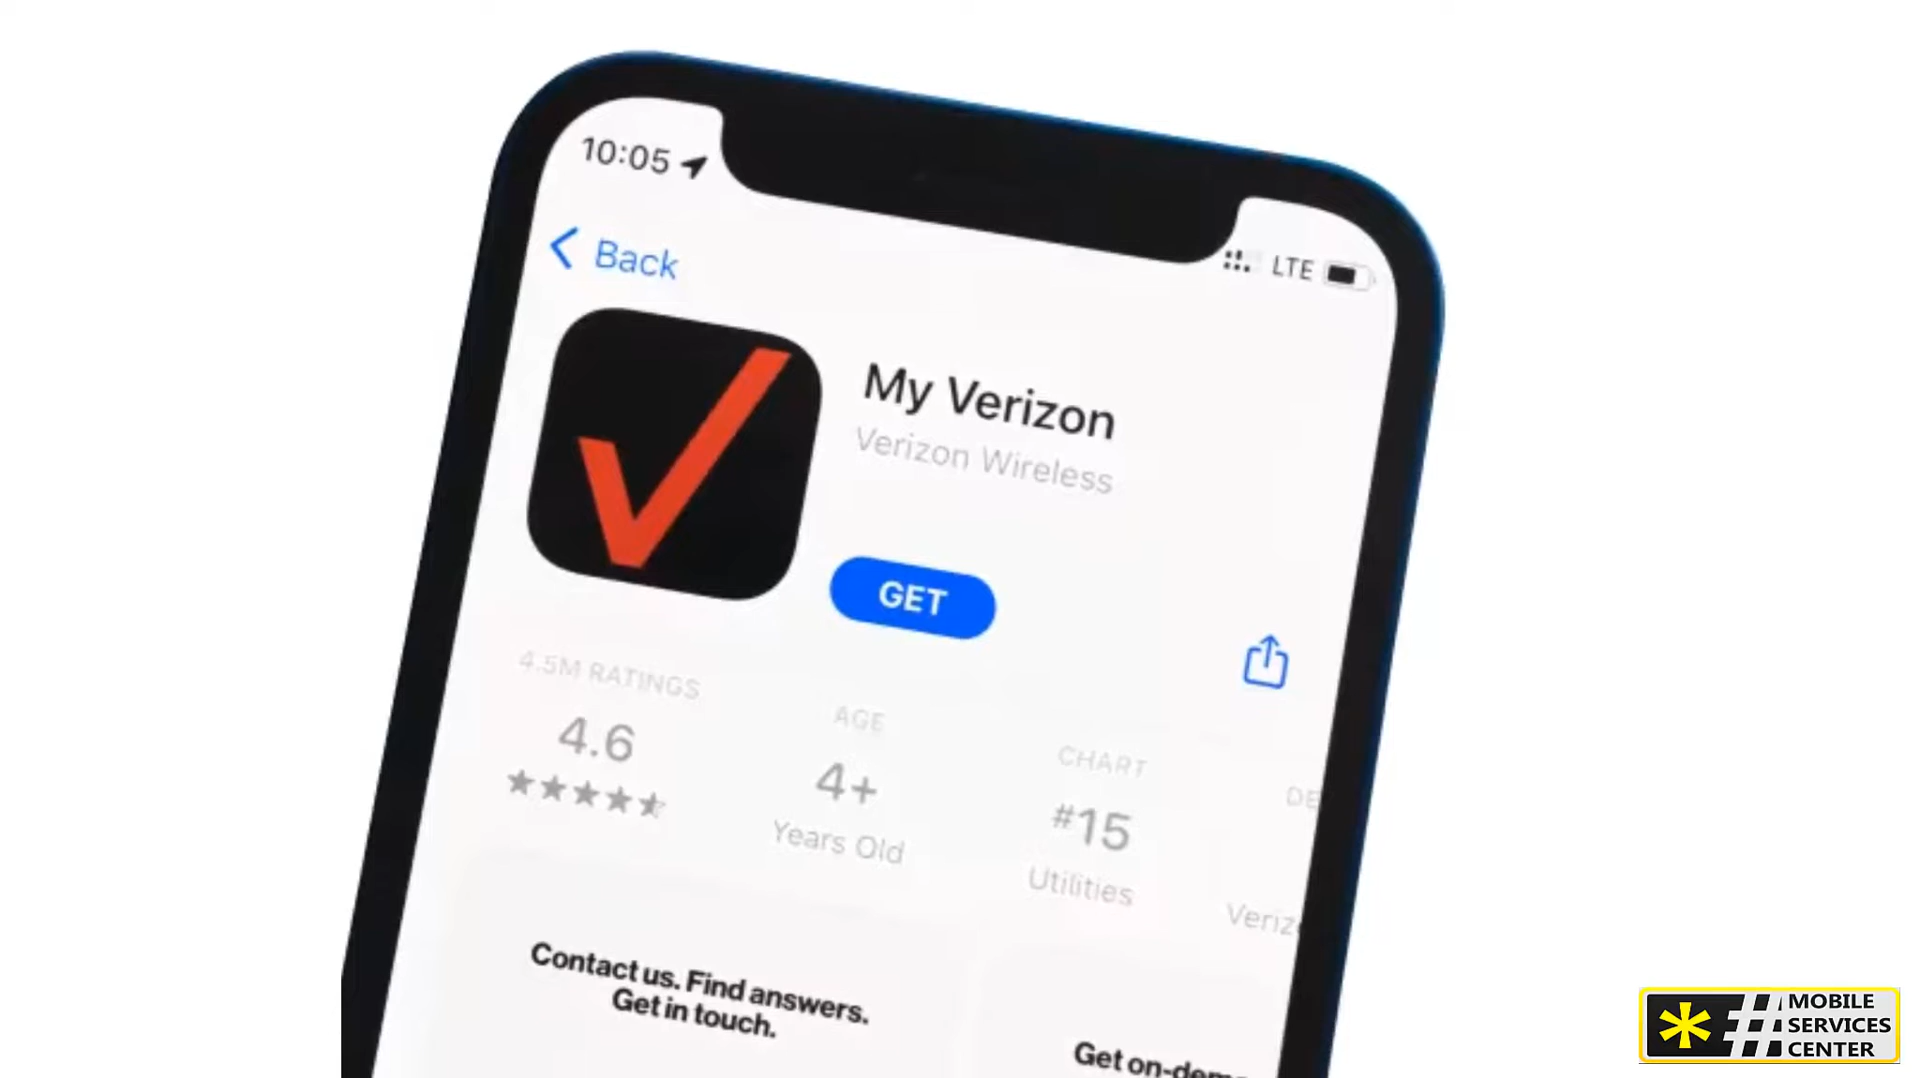 10:05
LTE
Back
My Verizon
Verizon Wireless
GET
4.5M RATINGS
4.6
AGE
4+
Years Old
CHART
#15
Utilities
Contact us. Find answers.
Get in touch.
MOBILE
SERVICES
CENTER